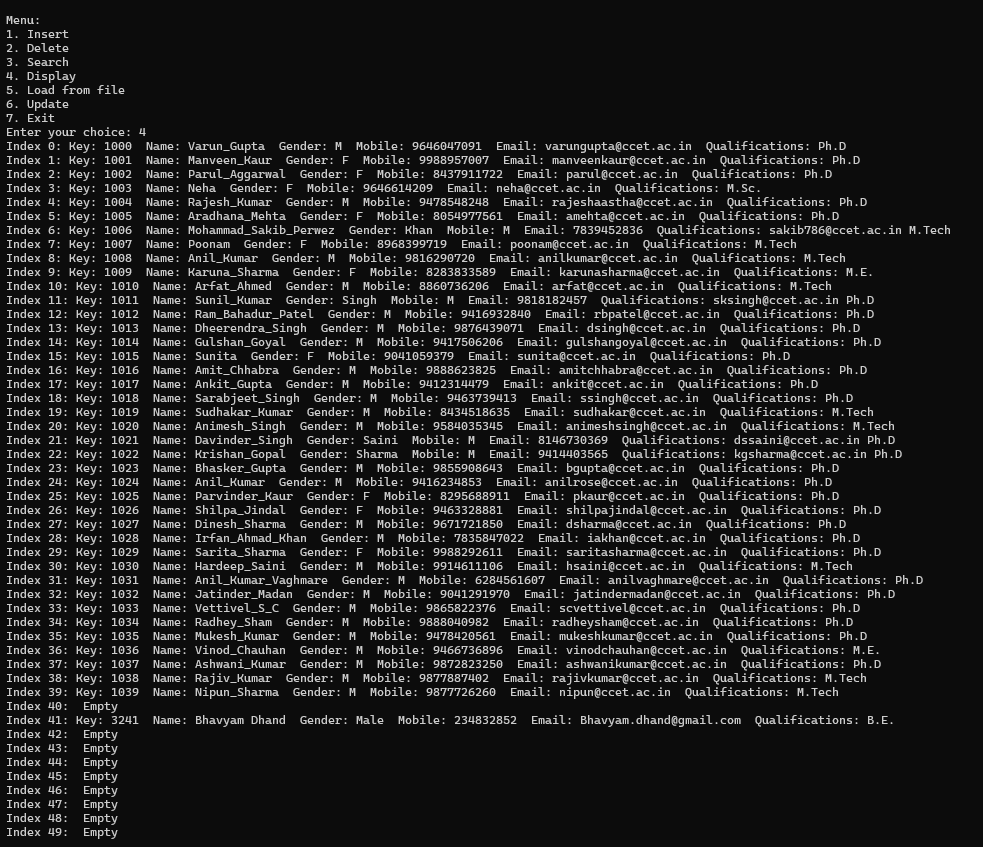 Menu:
1. Insert
2. Delete
3. Search
4. Display
5. Load from file
6. Update
7. Exit
Enter your choice: 4
Index 0: Key: 1000  Name: Varun_Gupta  Gender: M  Mobile: 9646047091  Email: varungupta@ccet.ac.in  Qualifications: Ph.D
Index 1: Key: 1001  Name: Manveen_Kaur  Gender: F  Mobile: 9988957007  Email: manveenkaur@ccet.ac.in  Qualifications: Ph.D
Index 2: Key: 1002  Name: Parul_Aggarwal  Gender: F  Mobile: 8437911722  Email: parul@ccet.ac.in  Qualifications: Ph.D
Index 3: Key: 1003  Name: Neha  Gender: F  Mobile: 9646614209  Email: neha@ccet.ac.in  Qualifications: M.Sc.
Index 4: Key: 1004  Name: Rajesh_Kumar  Gender: M  Mobile: 9478548248  Email: rajeshaastha@ccet.ac.in  Qualifications: Ph.D
Index 5: Key: 1005  Name: Aradhana_Mehta  Gender: F  Mobile: 8054977561  Email: amehta@ccet.ac.in  Qualifications: Ph.D
Index 6: Key: 1006  Name: Mohammad_Sakib_Perwez  Gender: Khan  Mobile: M  Email: 7839452836  Qualifications: sakib786@ccet.ac.in M.Tech
Index 7: Key: 1007  Name: Poonam  Gender: F  Mobile: 8968399719  Email: poonam@ccet.ac.in  Qualifications: M.Tech
Index 8: Key: 1008  Name: Anil_Kumar  Gender: M  Mobile: 9816290720  Email: anilkumar@ccet.ac.in  Qualifications: M.Tech
Index 9: Key: 1009  Name: Karuna_Sharma  Gender: F  Mobile: 8283833589  Email: karunasharma@ccet.ac.in  Qualifications: M.E.
Index 10: Key: 1010  Name: Arfat_Ahmed  Gender: M  Mobile: 8860736206  Email: arfat@ccet.ac.in  Qualifications: M.Tech
Index 11: Key: 1011  Name: Sunil_Kumar  Gender: Singh  Mobile: M  Email: 9818182457  Qualifications: sksingh@ccet.ac.in Ph.D
Index 12: Key: 1012  Name: Ram_Bahadur_Patel  Gender: M  Mobile: 9416932840  Email: rbpatel@ccet.ac.in  Qualifications: Ph.D
Index 13: Key: 1013  Name: Dheerendra_Singh  Gender: M  Mobile: 9876439071  Email: dsingh@ccet.ac.in  Qualifications: Ph.D
Index 14: Key: 1014  Name: Gulshan_Goyal  Gender: M  Mobile: 9417506206  Email: gulshangoyal@ccet.ac.in  Qualifications: Ph.D
Index 15: Key: 1015  Name: Sunita  Gender: F  Mobile: 9041059379  Email: sunita@ccet.ac.in  Qualifications: Ph.D
Index 16: Key: 1016  Name: Amit_Chhabra  Gender: M  Mobile: 9888623825  Email: amitchhabra@ccet.ac.in  Qualifications: Ph.D
Index 17: Key: 1017  Name: Ankit_Gupta  Gender: M  Mobile: 9412314479  Email: ankit@ccet.ac.in  Qualifications: Ph.D
Index 18: Key: 1018  Name: Sarabjeet_Singh  Gender: M  Mobile: 9463739413  Email: ssingh@ccet.ac.in  Qualifications: Ph.D
Index 19: Key: 1019  Name: Sudhakar_Kumar  Gender: M  Mobile: 8434518635  Email: sudhakar@ccet.ac.in  Qualifications: M.Tech
Index 20: Key: 1020  Name: Animesh_Singh  Gender: M  Mobile: 9584035345  Email: animeshsingh@ccet.ac.in  Qualifications: M.Tech
Index 21: Key: 1021  Name: Davinder_Singh  Gender: Saini  Mobile: M  Email: 8146730369  Qualifications: dssaini@ccet.ac.in Ph.D
Index 22: Key: 1022  Name: Krishan_Gopal  Gender: Sharma  Mobile: M  Email: 9414403565  Qualifications: kgsharma@ccet.ac.in Ph.D
Index 23: Key: 1023  Name: Bhasker_Gupta  Gender: M  Mobile: 9855908643  Email: bgupta@ccet.ac.in  Qualifications: Ph.D
Index 24: Key: 1024  Name: Anil_Kumar  Gender: M  Mobile: 9416234853  Email: anilrose@ccet.ac.in  Qualifications: Ph.D
Index 25: Key: 1025  Name: Parvinder_Kaur  Gender: F  Mobile: 8295688911  Email: pkaur@ccet.ac.in  Qualifications: Ph.D
Index 26: Key: 1026  Name: Shilpa_Jindal  Gender: F  Mobile: 9463328881  Email: shilpajindal@ccet.ac.in  Qualifications: Ph.D
Index 27: Key: 1027  Name: Dinesh_Sharma  Gender: M  Mobile: 9671721850  Email: dsharma@ccet.ac.in  Qualifications: Ph.D
Index 28: Key: 1028  Name: Irfan_Ahmad_Khan  Gender: M  Mobile: 7835847022  Email: iakhan@ccet.ac.in  Qualifications: Ph.D
Index 29: Key: 1029  Name: Sarita_Sharma  Gender: F  Mobile: 9988292611  Email: saritasharma@ccet.ac.in  Qualifications: Ph.D
Index 30: Key: 1030  Name: Hardeep_Saini  Gender: M  Mobile: 9914611106  Email: hsaini@ccet.ac.in  Qualifications: M.Tech
Index 31: Key: 1031  Name: Anil_Kumar_Vaghmare  Gender: M  Mobile: 6284561607  Email: anilvaghmare@ccet.ac.in  Qualifications: Ph.D
Index 32: Key: 1032  Name: Jatinder_Madan  Gender: M  Mobile: 9041291970  Email: jatindermadan@ccet.ac.in  Qualifications: Ph.D
Index 33: Key: 1033  Name: Vettivel_S_C  Gender: M  Mobile: 9865822376  Email: scvettivel@ccet.ac.in  Qualifications: Ph.D
Index 34: Key: 1034  Name: Radhey_Sham  Gender: M  Mobile: 9888040982  Email: radheysham@ccet.ac.in  Qualifications: Ph.D
Index 35: Key: 1035  Name: Mukesh_Kumar  Gender: M  Mobile: 9478420561  Email: mukeshkumar@ccet.ac.in  Qualifications: Ph.D
Index 36: Key: 1036  Name: Vinod_Chauhan  Gender: M  Mobile: 9466736896  Email: vinodchauhan@ccet.ac.in  Qualifications: M.E.
Index 37: Key: 1037  Name: Ashwani_Kumar  Gender: M  Mobile: 9872823250  Email: ashwanikumar@ccet.ac.in  Qualifications: Ph.D
Index 38: Key: 1038  Name: Rajiv_Kumar  Gender: M  Mobile: 9877887402  Email: rajivkumar@ccet.ac.in  Qualifications: M.Tech
Index 39: Key: 1039  Name: Nipun_Sharma  Gender: M  Mobile: 9877726260  Email: nipun@ccet.ac.in  Qualifications: M.Tech
Index 40:  Empty
Index 41: Key: 3241  Name: Bhavyam Dhand  Gender: Male  Mobile: 234832852  Email: Bhavyam.dhand@gmail.com  Qualifications: B.E.
Index 42:  Empty
Index 43:  Empty
Index 44:  Empty
Index 45:  Empty
Index 46:  Empty
Index 47:  Empty
Index 48:  Empty
Index 49:  Empty